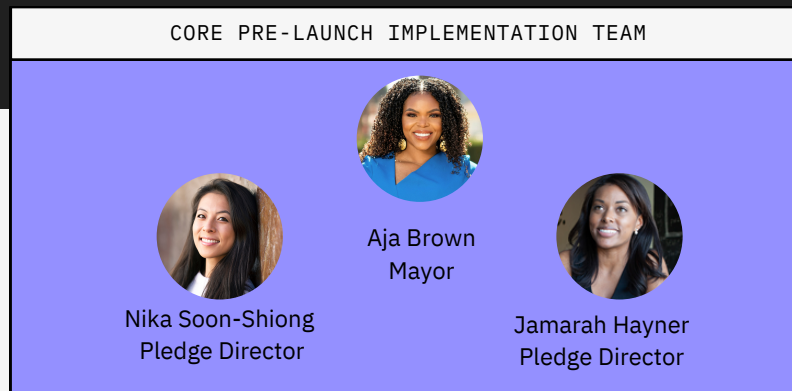 CORE PRE-LAUNCH IMPLEMENTATION TEAM
Aja Brown
Mayor
Nika Soon-Shiong
Pledge Director
Jamarah Hayner
Pledge Director